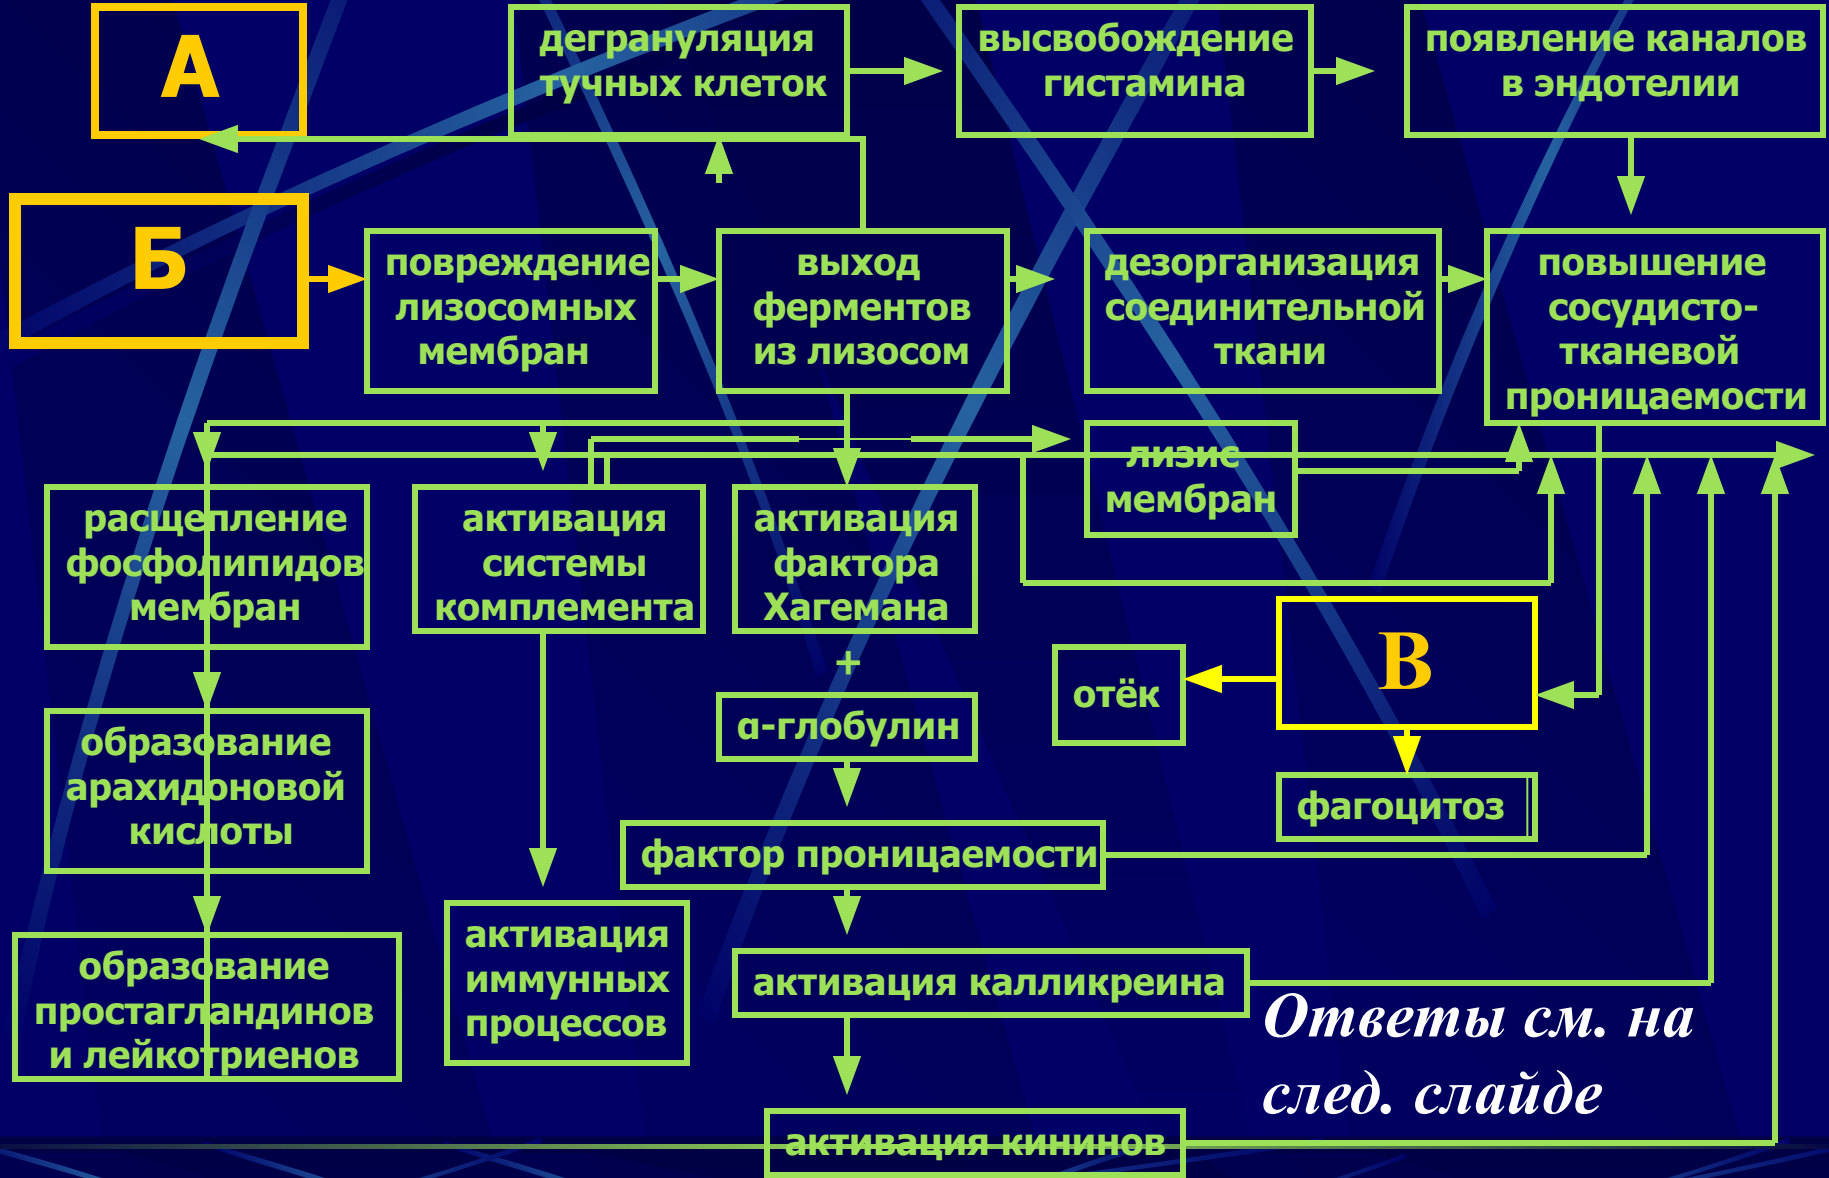 А
дегрануляция
тучных клеток
высвобождение
гистамина
появление каналов
в эндотелии
Б
повреждение
лизосомных
мембран
выход
ферментов
из лизосом
дезорганизация
соединительной
ткани
повышение
сосудисто-
тканевой
проницаемости
лизис
мембран
расщепление
фосфолипидов
мембран
активация
системы
комплемента
активация
фактора
Хагемана
+
α-глобулин
отёк
В
образование
арахидоновой
кислоты
фагоцитоз
фактор проницаемости
образование
простагландинов
и лейкотриенов
активация
иммунных
процессов
активация калликреина
Ответы см. на
след. слайде
активация кининов